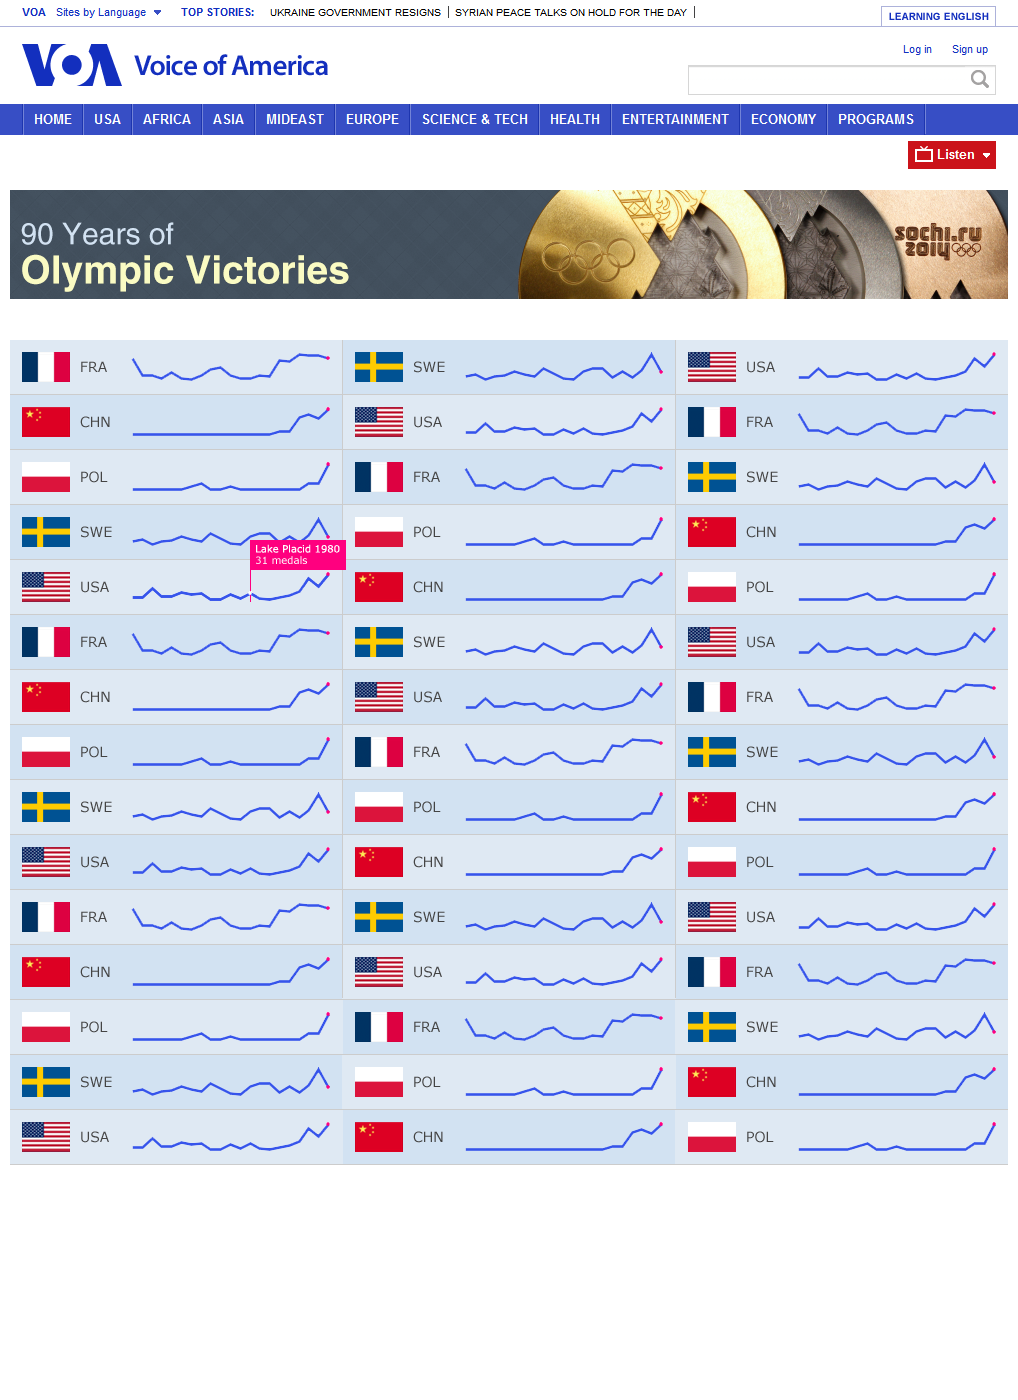 VOA Sites by Language TOP STORIES: UKRAINE GOVERNMENT RESIGNS | SYRIAN PEACE TALKS ON HOLD FOR THE DAY | LEARNING ENGLISH
Log in Sign up
VOA Voice of America
HOME USA AFRICA ASIA MIDEAST EUROPE SCIENCE & TECH HEALTH ENTERTAINMENT ECONOMY PROGRAMS
Listen
90 Years of
Olympic Victories
sochi.ru
2014
FRA SWE USA
CHN USA FRA
POL FRA SWE
SWE POL CHN
Lake Placid 1980
31 medals
USA CHN POL
FRA SWE USA
CHN USA FRA
POL FRA SWE
SWE POL CHN
USA CHN POL
FRA SWE USA
CHN USA FRA
POL FRA SWE
SWE POL CHN
USA CHN POL